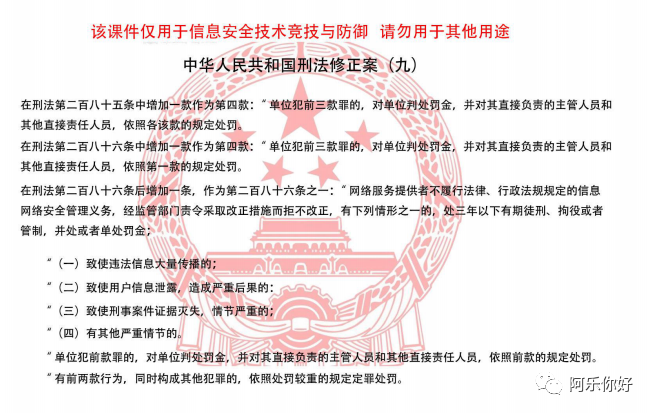 该课件仅用于信息安全技术竞技与防御  请勿用于其他用途
中华人民共和国刑法修正案（九）
在刑法第二百八十五条中增加一款作为第四款：“单位犯前三款罪的，对单位判处罚金，并对其直接负责的主管人员和
其他直接责任人员，依照各该款的规定处罚。
在刑法第二百八十六条中增加一款作为第四款：“单位犯前三款罪的，对单位判处罚金，并对其直接负责的主管人员和
其他直接责任人员，依照第一款的规定处罚。
在刑法第二百八十六条后增加一条，作为第二百八十六条之一：“网络服务提供者不履行法律、行政法规规定的信息
网络安全管理义务，经监管部门责令采取改正措施而拒不改正，有下列情形之一的，处三年以下有期徒刑、拘役或者
管制，并处或者单处罚金；
“（一）致使违法信息大量传播的；
“（二）致使用户信息泄露，造成严重后果的：
“（三）致使刑事案件证据灭失，情节严重的；
“（四）有其他严重情节的。
“单位犯前款罪的，对单位判处罚金，并对其直接负责的主管人员和其他直接责任人员，依照前款的规定处罚。
“有前两款行为，同时构成其他犯罪的，依照处罚较重的规定定罪处罚。
阿乐你好